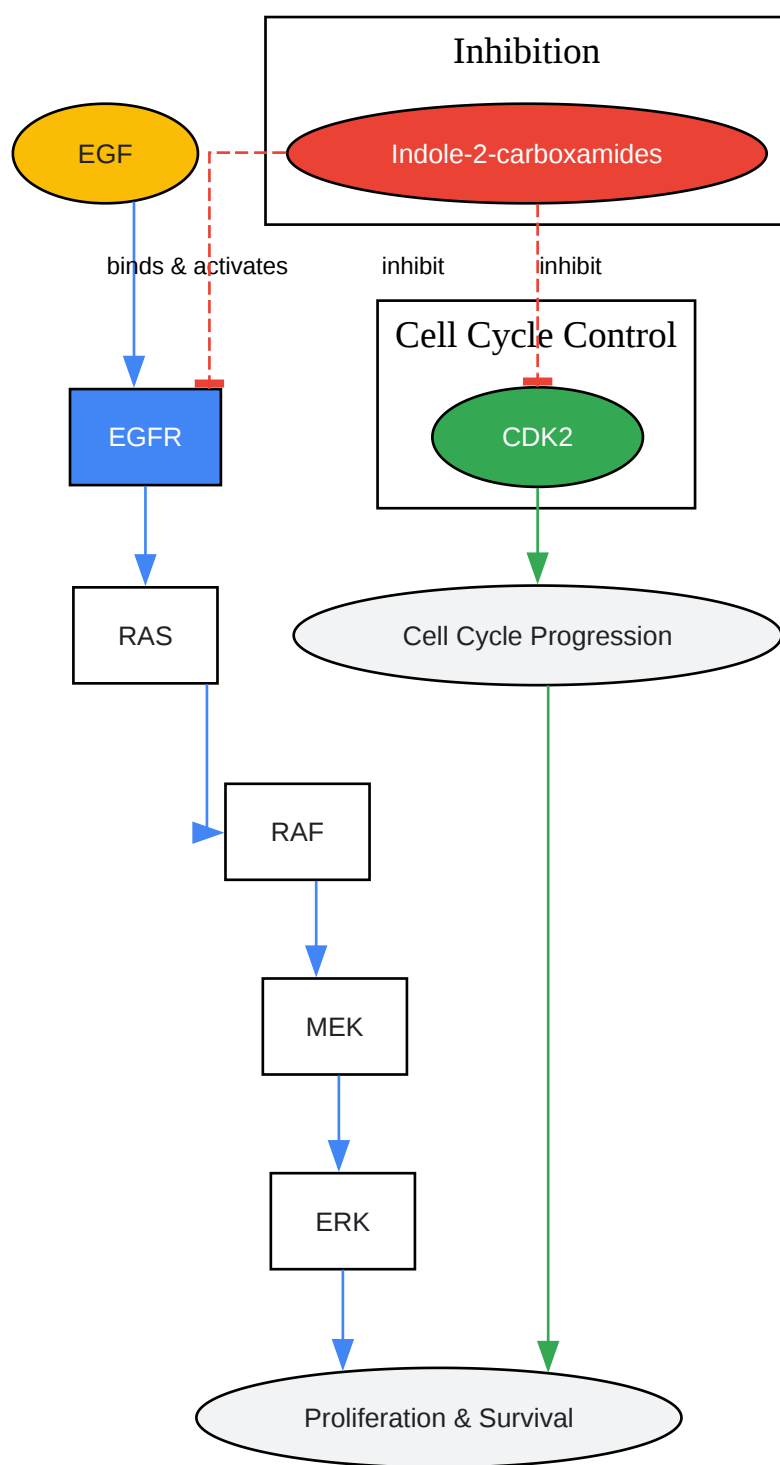 Inhibition
EGF
Indole-2-carboxamides
binds & activates
inhibit
inhibit
Cell Cycle Control
EGFR
CDK2
RAS
Cell Cycle Progression
RAF
MEK
ERK
Proliferation & Survival